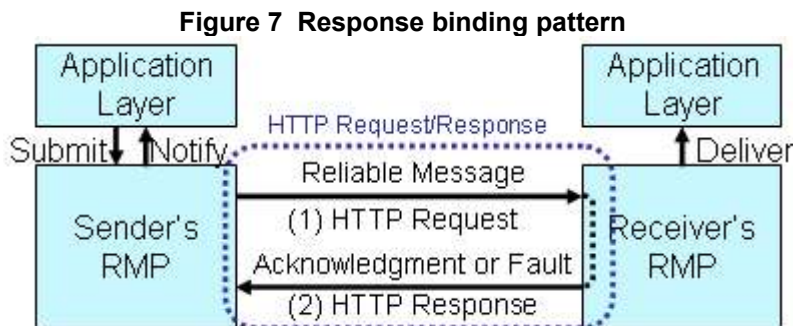 Figure 7 Response binding pattern
Application
Layer
Application
Layer
HTTP Request/Response
Submit
Notify
Deliver
Reliable Message
(1) HTTP Request
Sender's
RMP
Receiver's
RMP
Acknowledgment or Fault
(2) HTTP Response